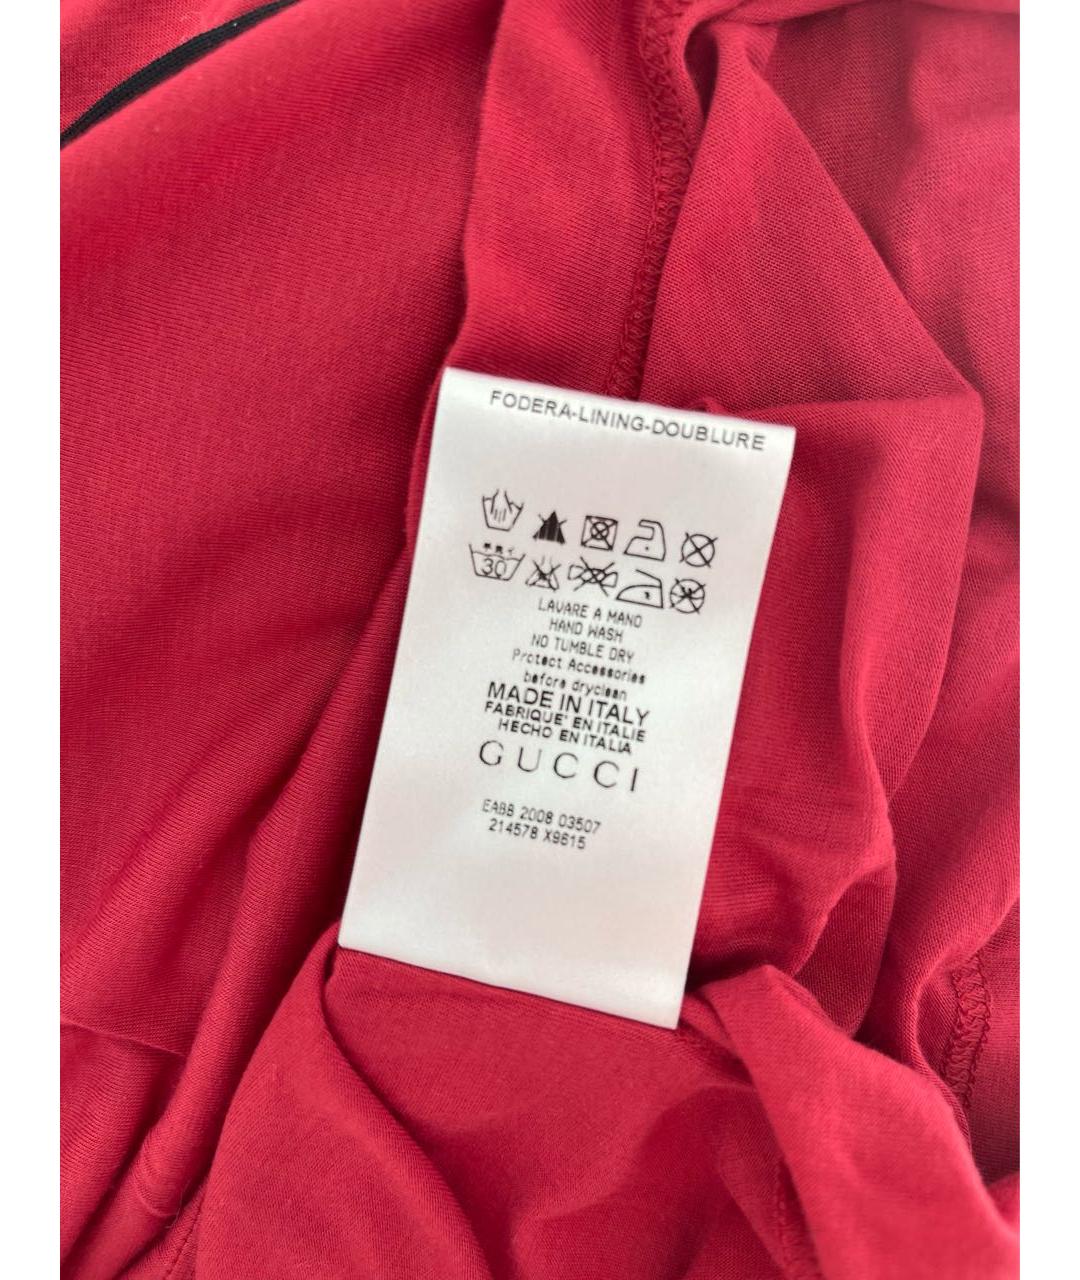 FODERA-LINING-DOUBLURE
30
LAVARE A MANO
HAND WASH
NO TUMBLE DRY
Protect Accessories
before dryclean
MADE IN ITALY
FABRIQUE' EN ITALIE
HECHO EN ITALIA
GUCCI
EABB 2008 03507
214578 X9615